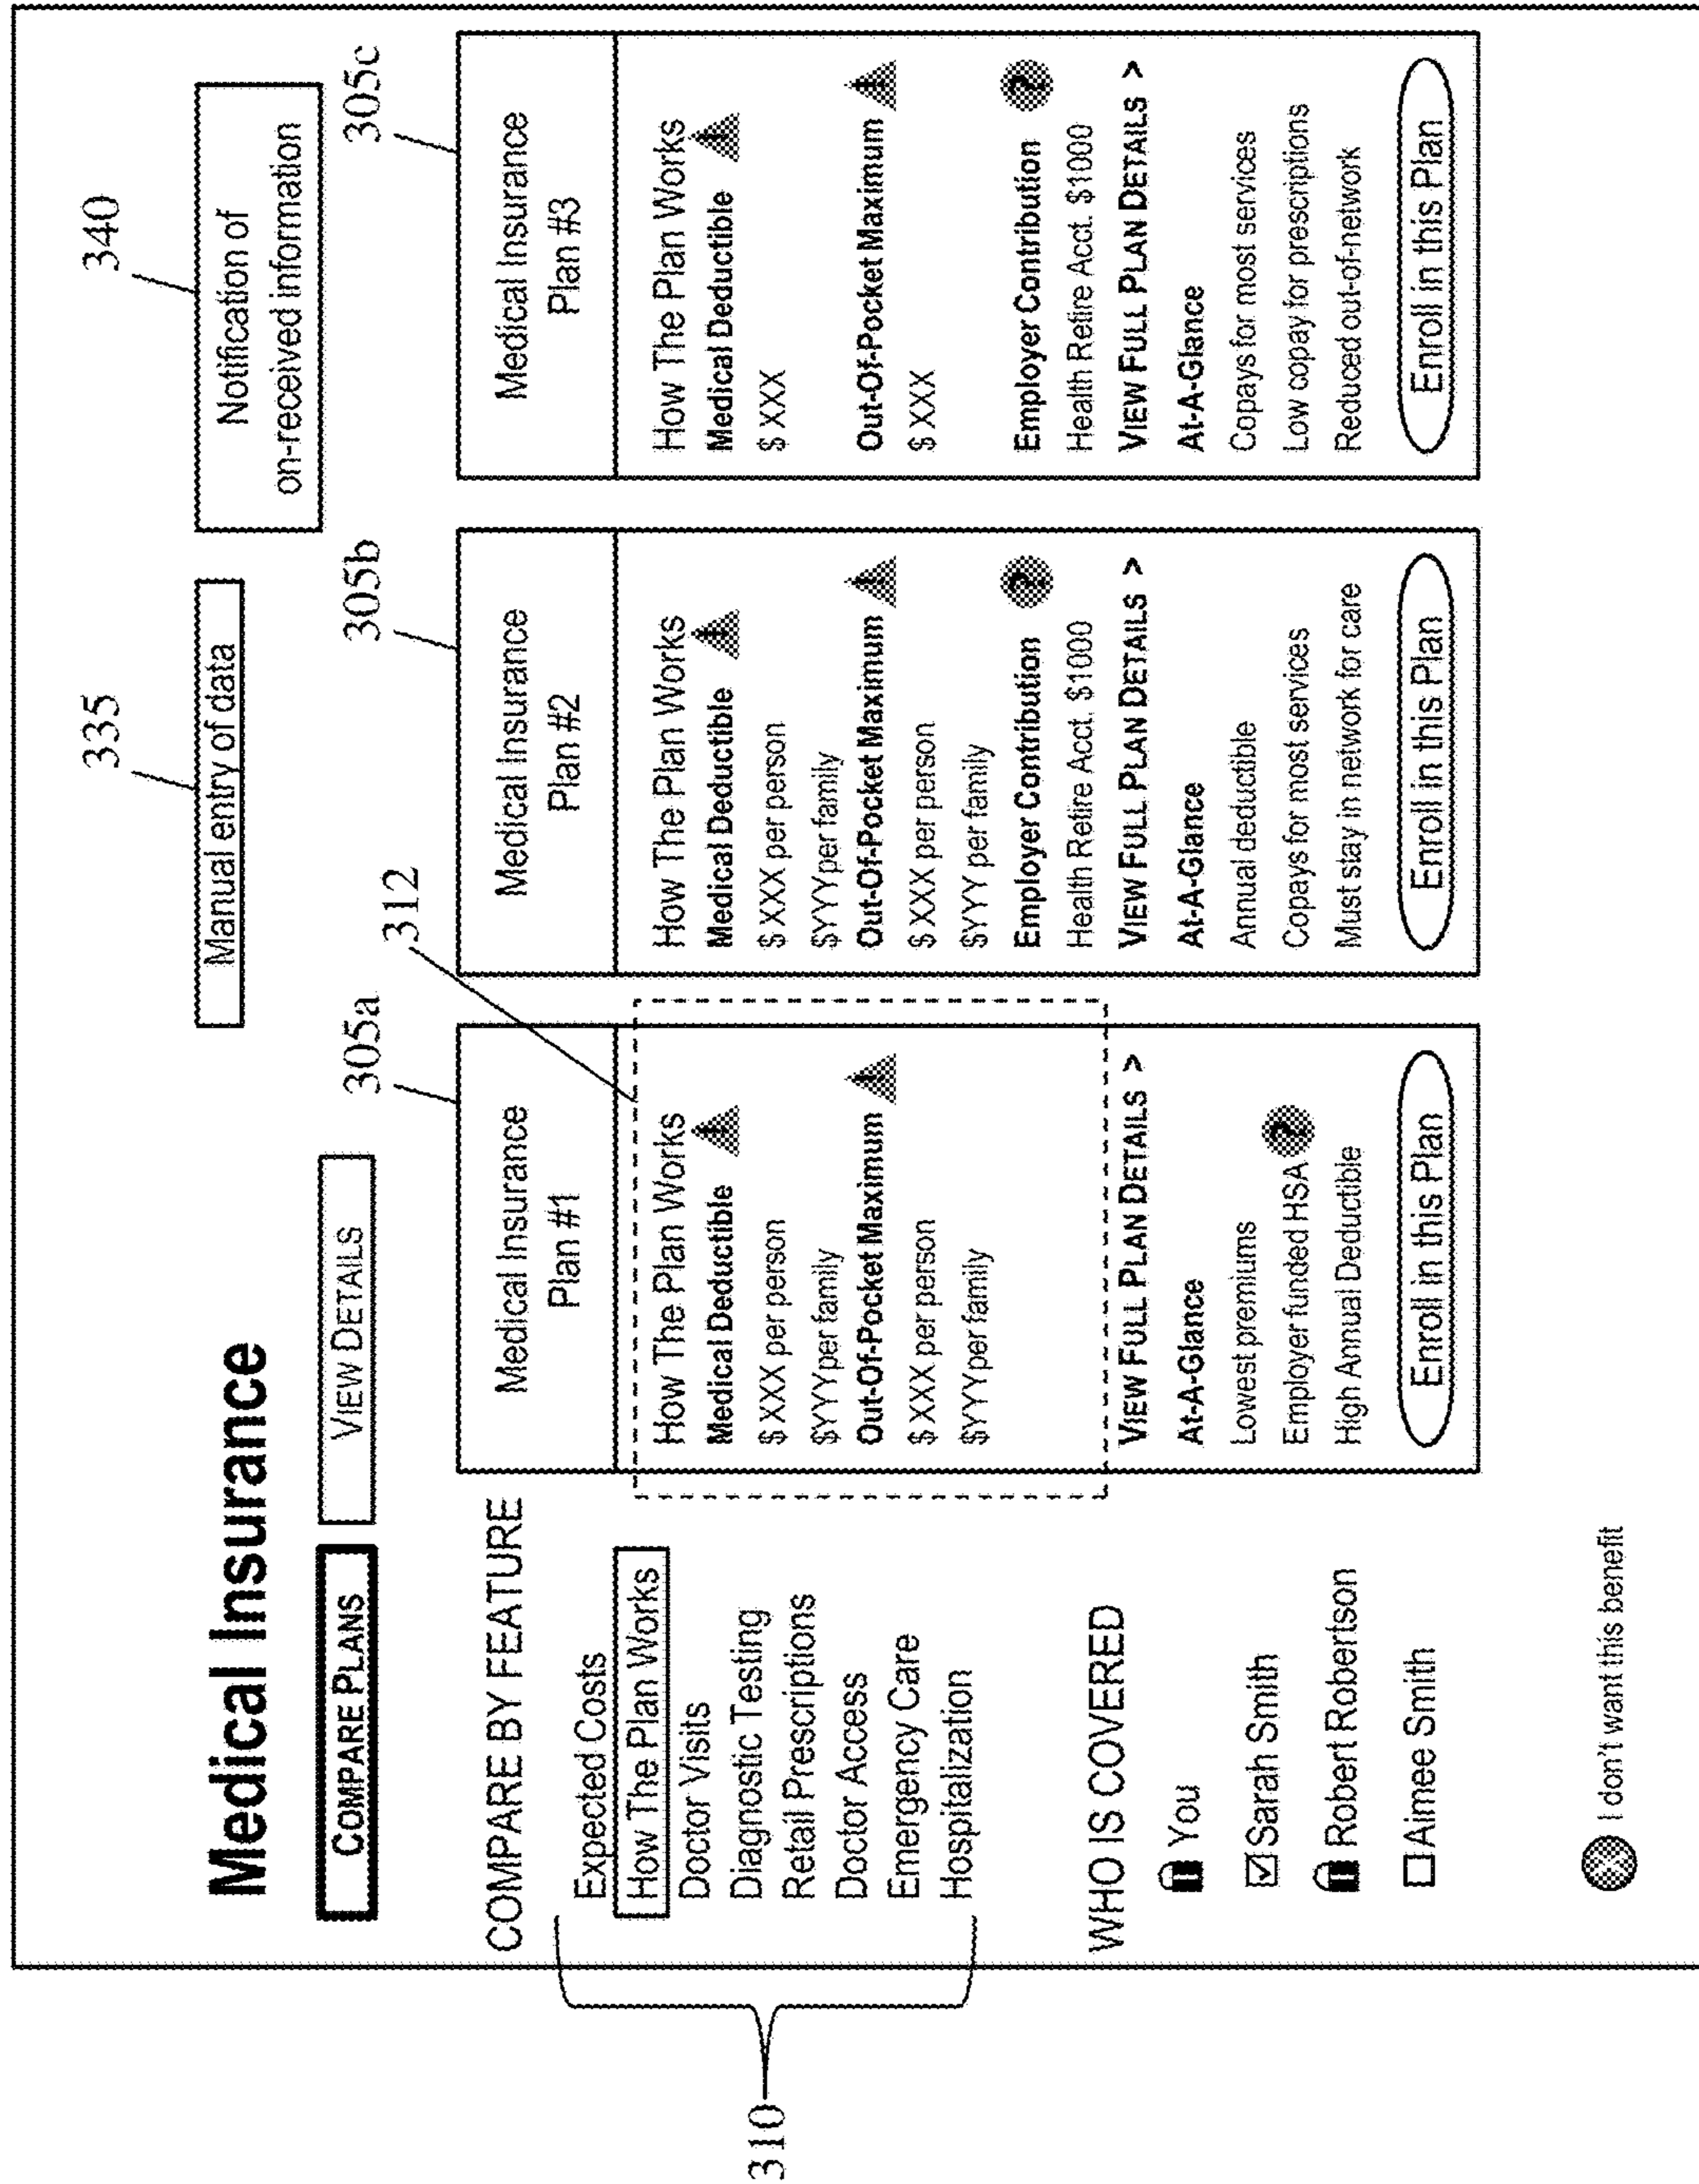 Medical Insurance
COMPARE PLANS
VIEW DETAILS
335
Manual entry of data
340
Notification of
on-received information
COMPARE BY FEATURE
310
Expected Costs
How The Plan Works
Doctor Visits
Diagnostic Testing
Retail Prescriptions
Doctor Access
Emergency Care
Hospitalization
WHO IS COVERED
You
Sarah Smith
Robert Robertson
Aimee Smith
I don't want this benefit
305a
312
Medical Insurance
Plan #1
How The Plan Works
Medical Deductible !
$ XXX per person
$YYY per family
Out-Of-Pocket Maximum !
$ XXX per person
$YYY per family
VIEW FULL PLAN DETAILS >
At-A-Glance
Lowest premiums
Employer funded HSA ?
High Annual Deductible
Enroll in this Plan
305b
Medical Insurance
Plan #2
How The Plan Works
Medical Deductible !
$ XXX per person
$YYY per family
Out-Of-Pocket Maximum !
$ XXX per person
$YYY per family
Employer Contribution ?
Health Retire Acct. $1000
VIEW FULL PLAN DETAILS >
At-A-Glance
Annual deductible
Copays for most services
Must stay in network for care
Enroll in this Plan
305c
Medical Insurance
Plan #3
How The Plan Works
Medical Deductible !
$ XXX
Out-Of-Pocket Maximum !
$ XXX
Employer Contribution ?
Health Retire Acct. $1000
VIEW FULL PLAN DETAILS >
At-A-Glance
Copays for most services
Low copay for prescriptions
Reduced out-of-network
Enroll in this Plan